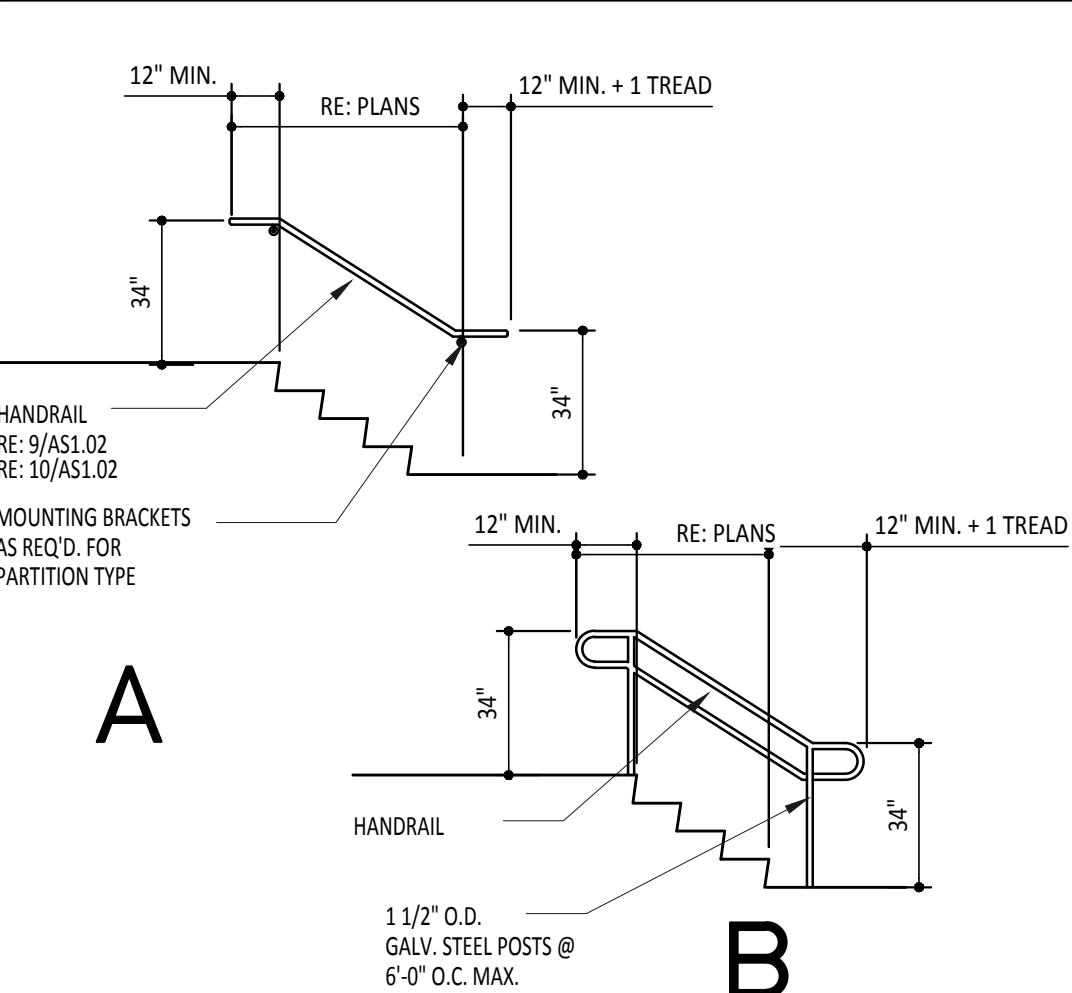 12" MIN.
RE: PLANS
12" MIN. + 1 TREAD
34"
34"
HANDRAIL
RE: 9/AS1.02
RE: 10/AS1.02
MOUNTING BRACKETS
AS REQ'D. FOR
PARTITION TYPE
A
12" MIN.
RE: PLANS
12" MIN. + 1 TREAD
34"
34"
HANDRAIL
1 1/2" O.D.
GALV. STEEL POSTS @
6'-0" O.C. MAX.
B